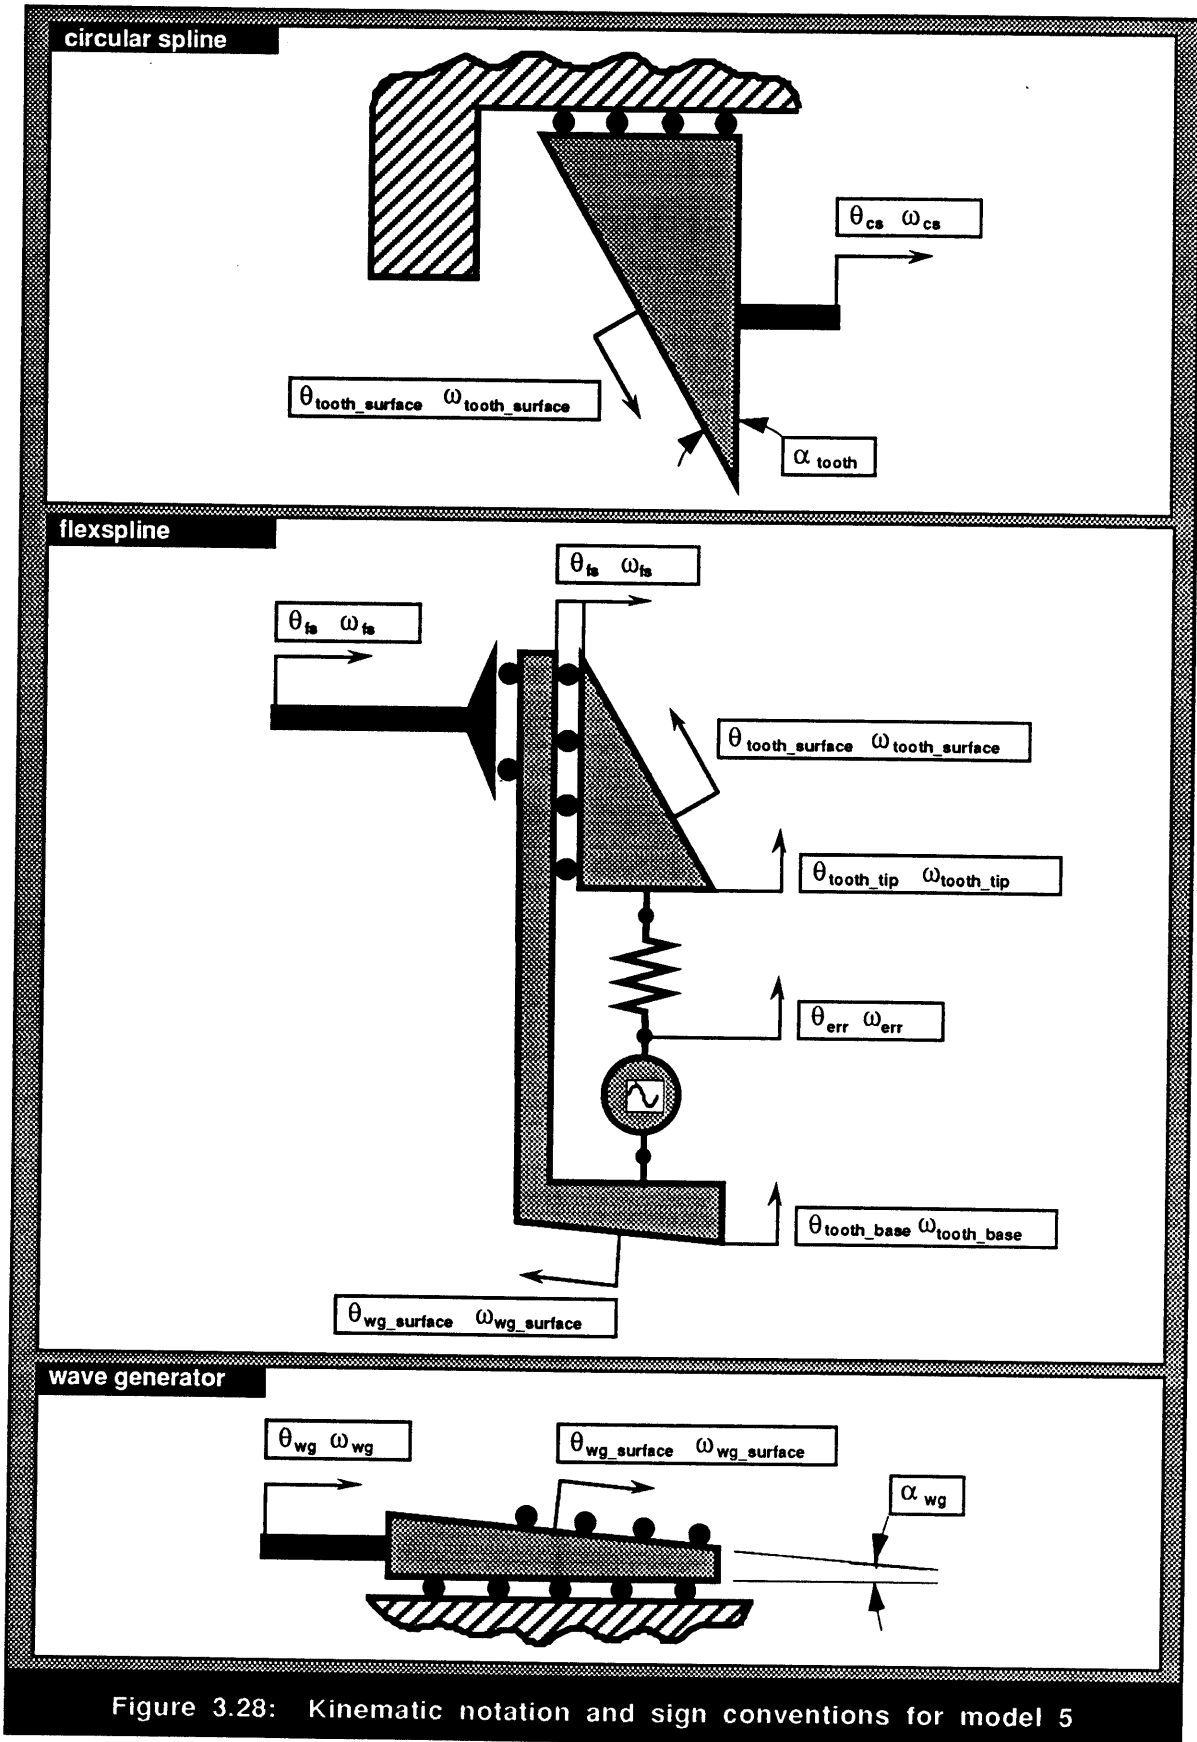 circular spline
θcs ωcs
θtooth_surface ωtooth_surface
αtooth
flexspline
θfs ωfs
θfs ωfs
θtooth_surface ωtooth_surface
θtooth_tip ωtooth_tip
θerr ωerr
θtooth_base ωtooth_base
θwg_surface ωwg_surface
wave generator
θwg ωwg
θwg_surface ωwg_surface
αwg
Figure 3.28: Kinematic notation and sign conventions for model 5